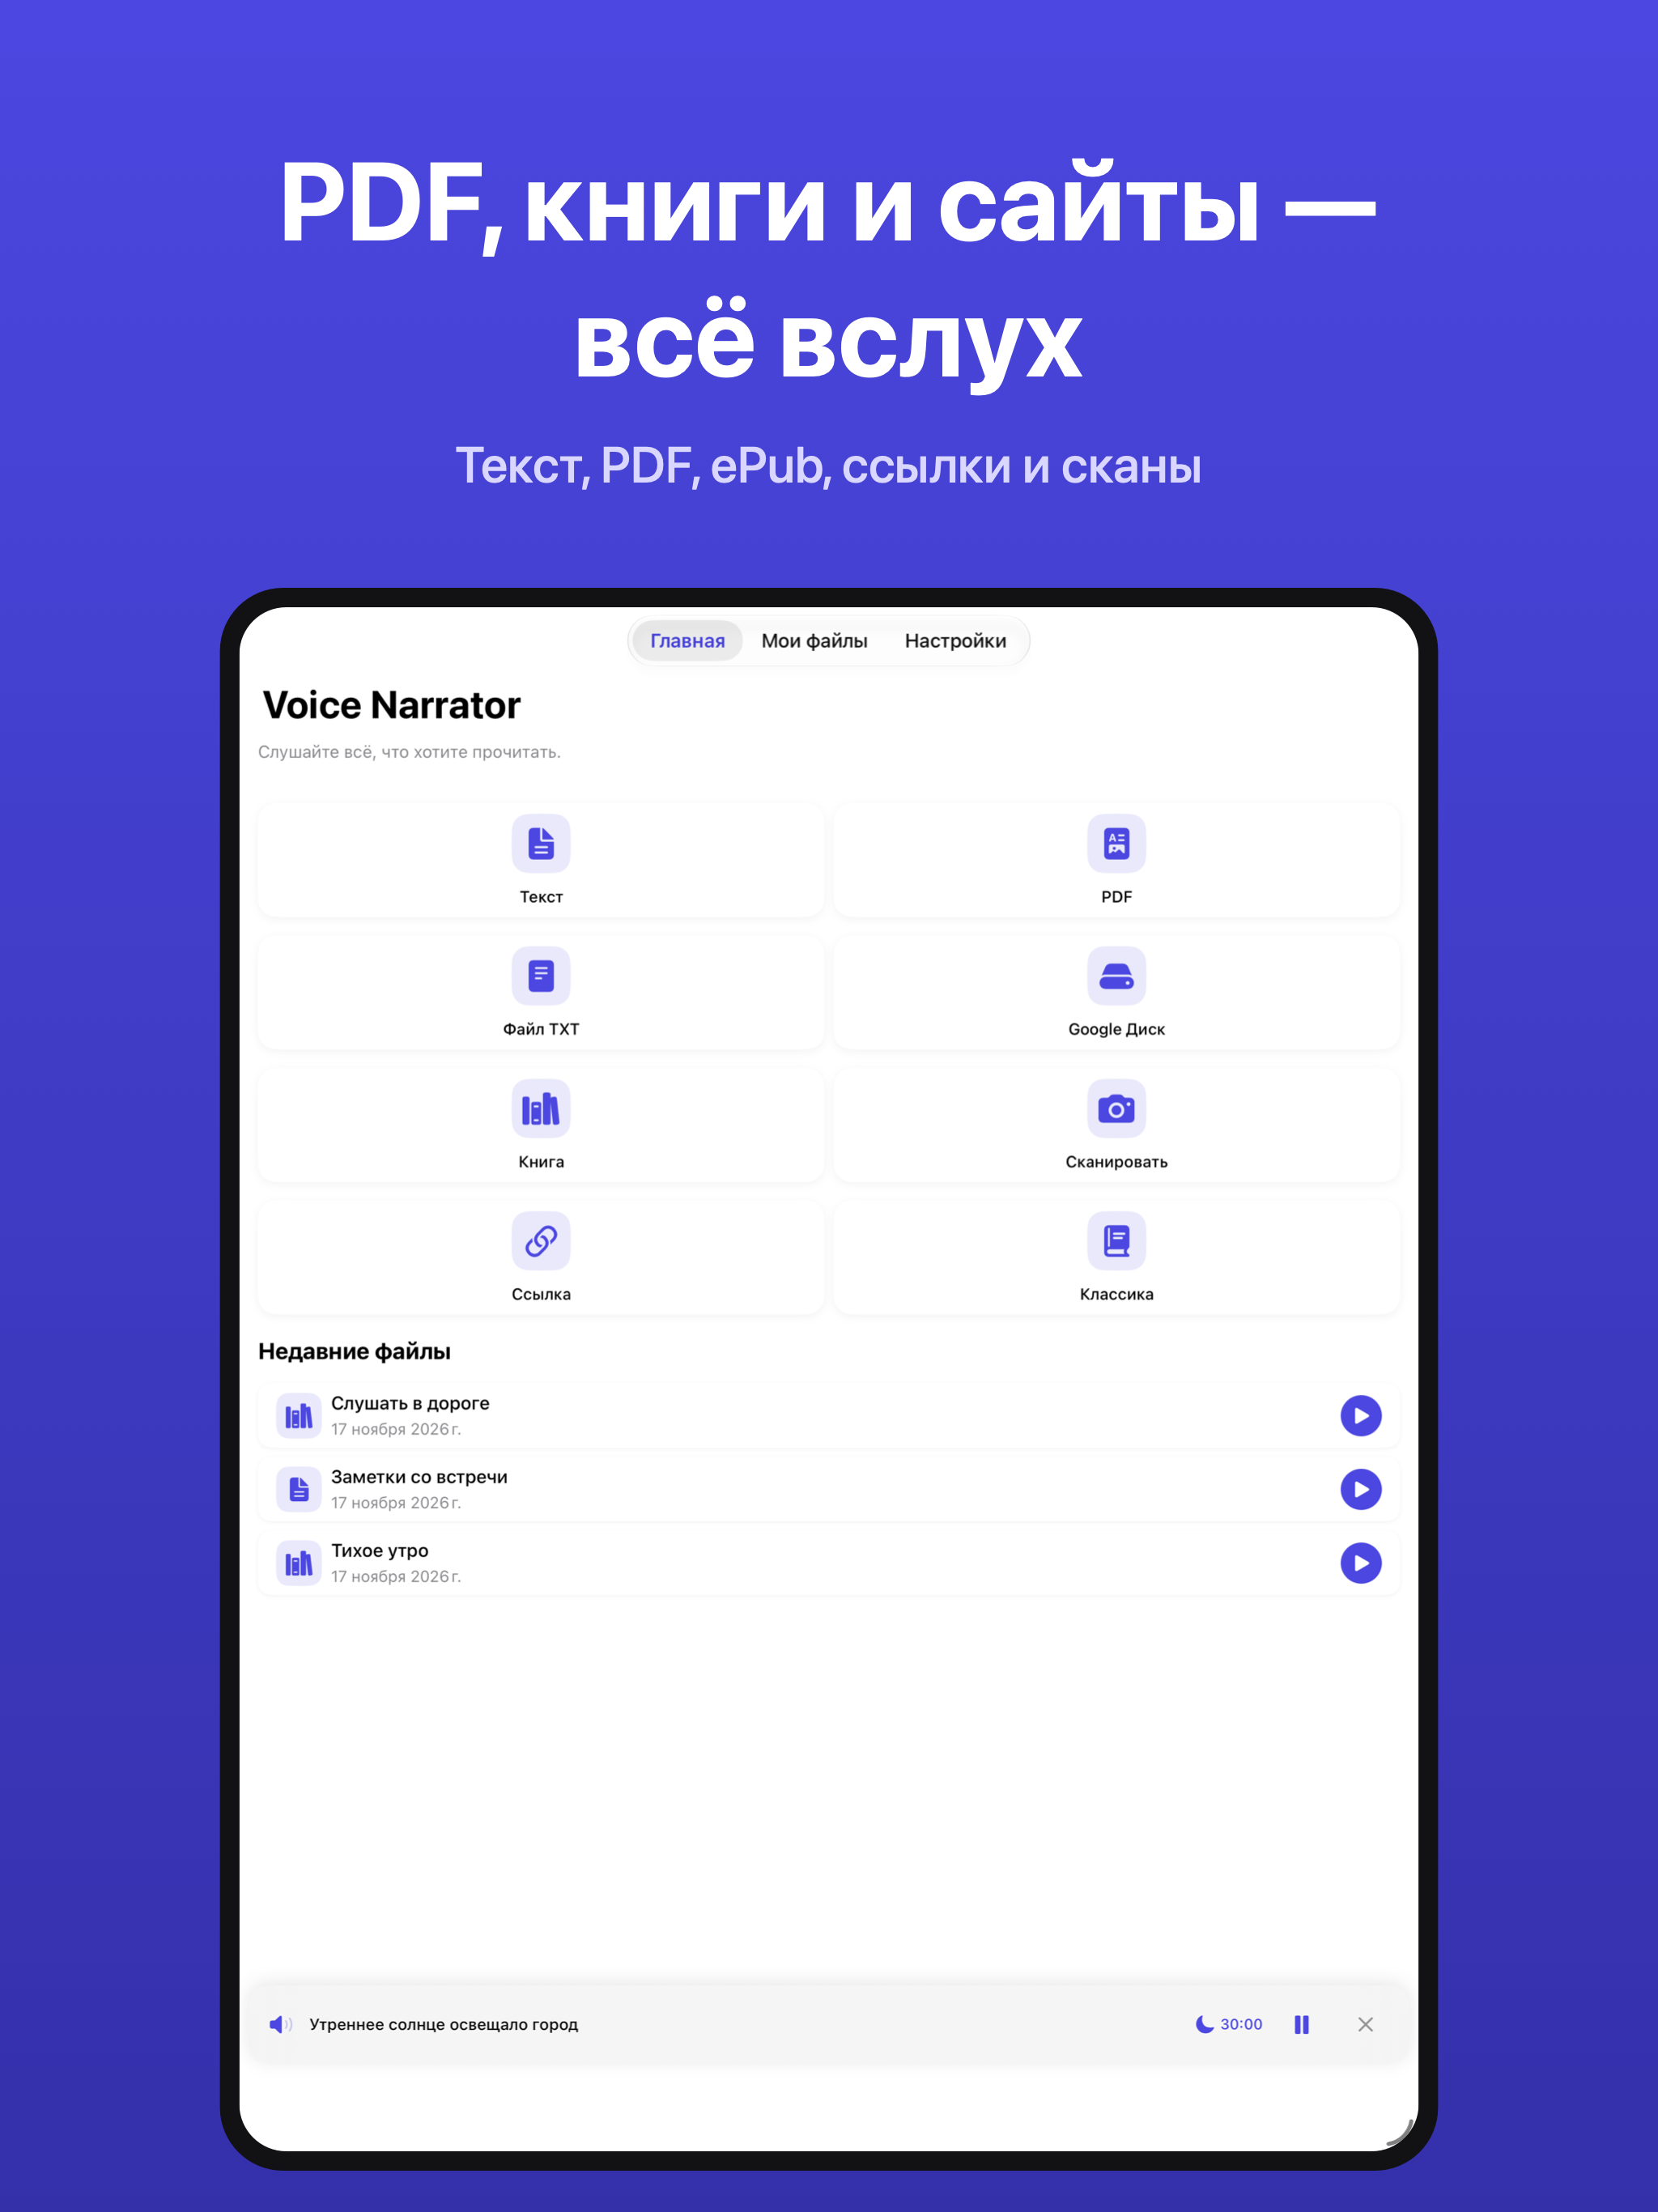 PDF, книги и сайты —
всё вслух
Текст, PDF, ePub, ссылки и сканы
Главная Мои файлы Настройки
Voice Narrator
Слушайте всё, что хотите прочитать.
Текст PDF
Файл TXT Google Диск
Книга Сканировать
Ссылка Классика
Недавние файлы
Слушать в дороге
17 ноября 2026 г.
Заметки со встречи
17 ноября 2026 г.
Тихое утро
17 ноября 2026 г.
Утреннее солнце освещало город 30:00